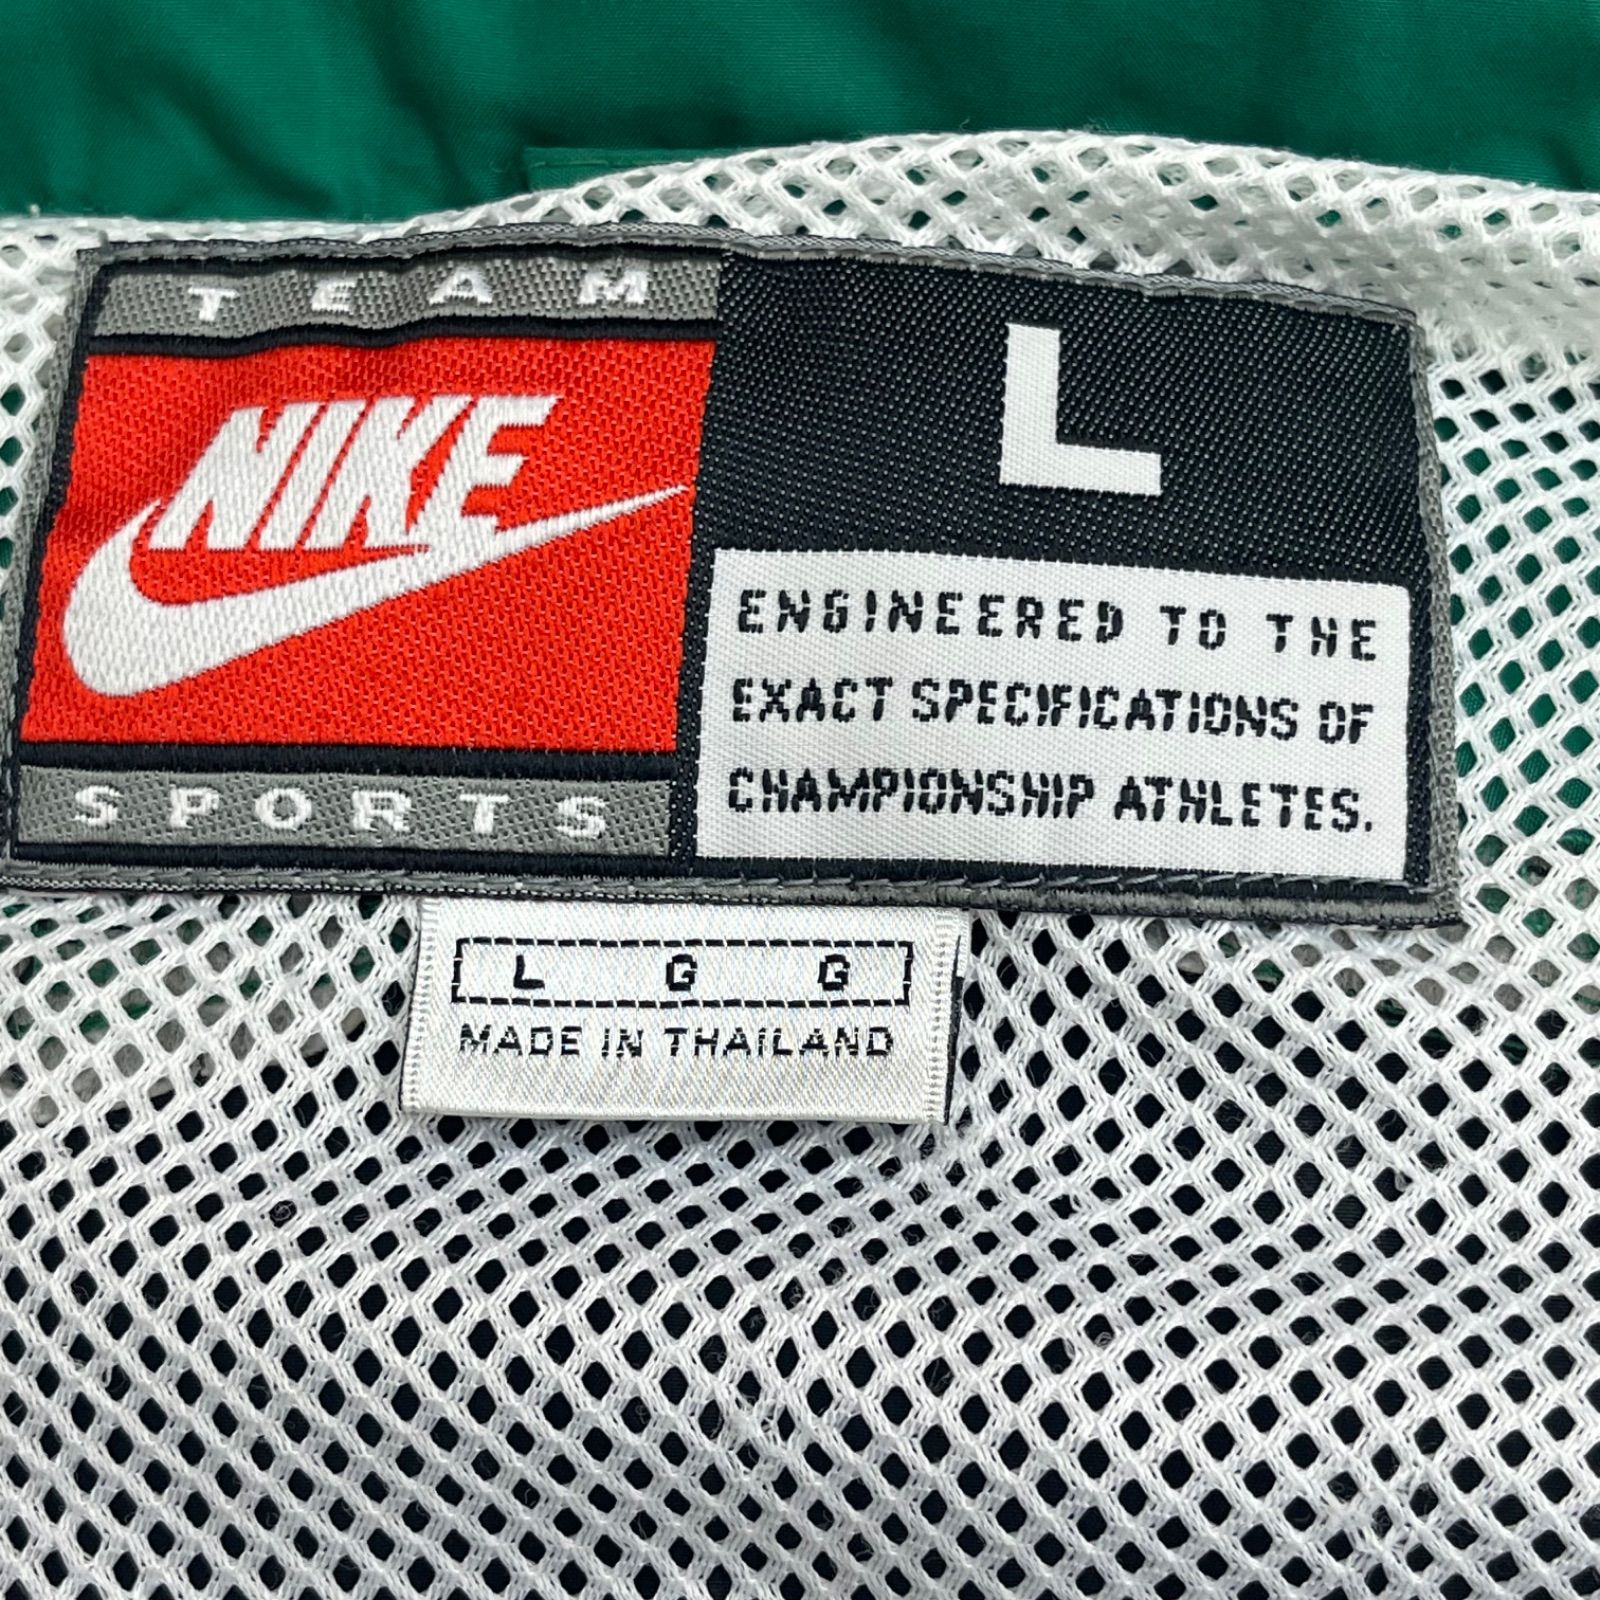 TEAM
NIKE
SPORTS
L
ENGINEERED TO THE
EXACT SPECIFICATIONS OF
CHAMPIONSHIP ATHLETES.
L G G
MADE IN THAILAND